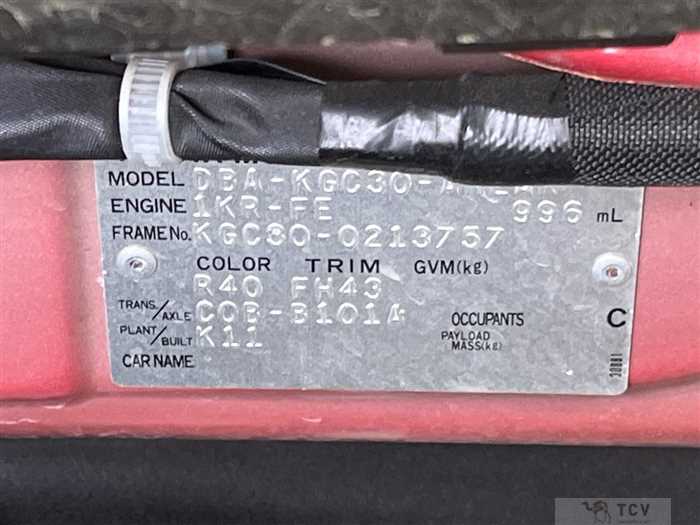 MODEL DBA-KGC30-A
ENGINE 1KR-FE 996 mL
FRAME No. KGC30-0213757
COLOR TRIM GVM(kg)
R40 FH43
TRANS/AXLE C0B-B101A OCCUPANTS C
PLANT/BUILT K11 PAYLOAD MASS(kg)
CAR NAME
TCV